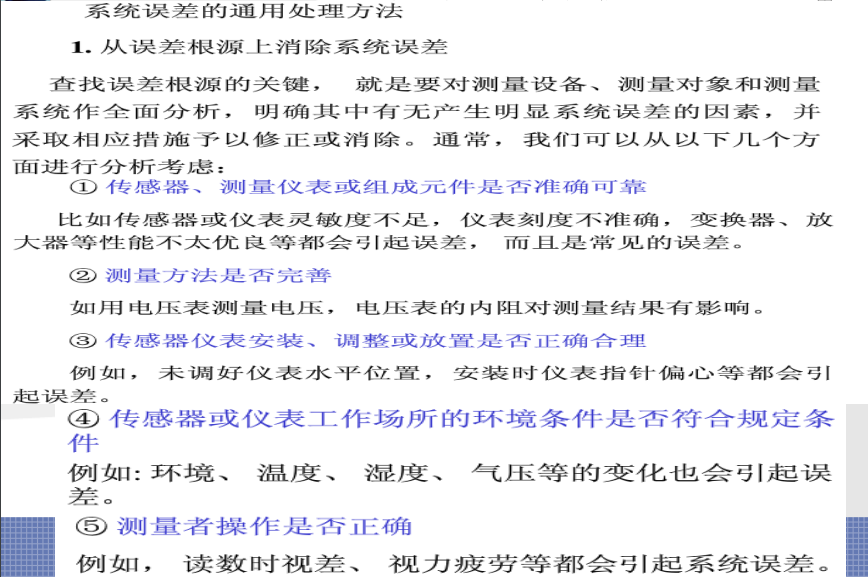 系统误差的通用处理方法
1. 从误差根源上消除系统误差
查找误差根源的关键， 就是要对测量设备、测量对象和测量
系统作全面分析，明确其中有无产生明显系统误差的因素，并
采取相应措施予以修正或消除。通常，我们可以从以下几个方
面进行分析考虑：
① 传感器、测量仪表或组成元件是否准确可靠
比如传感器或仪表灵敏度不足，仪表刻度不准确，变换器、放
大器等性能不太优良等都会引起误差， 而且是常见的误差。
② 测量方法是否完善
如用电压表测量电压，电压表的内阻对测量结果有影响。
③ 传感器仪表安装、调整或放置是否正确合理
例如，未调好仪表水平位置，安装时仪表指针偏心等都会引
起误差。
④ 传感器或仪表工作场所的环境条件是否符合规定条
件
例如: 环境、 温度、 湿度、 气压等的变化也会引起误
差。
⑤ 测量者操作是否正确
例如， 读数时视差、 视力疲劳等都会引起系统误差。